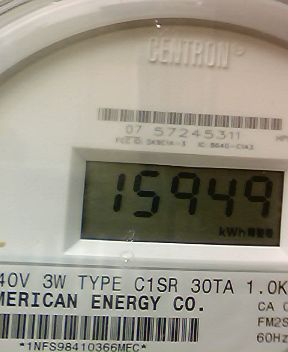 CENTRON®
07 57245311
15949
kWh
40V 3W TYPE C1SR 30TA 1.0K
MERICAN ENERGY CO.
CA 0
FM2S
60Hz
*1NFS98410366MEC*